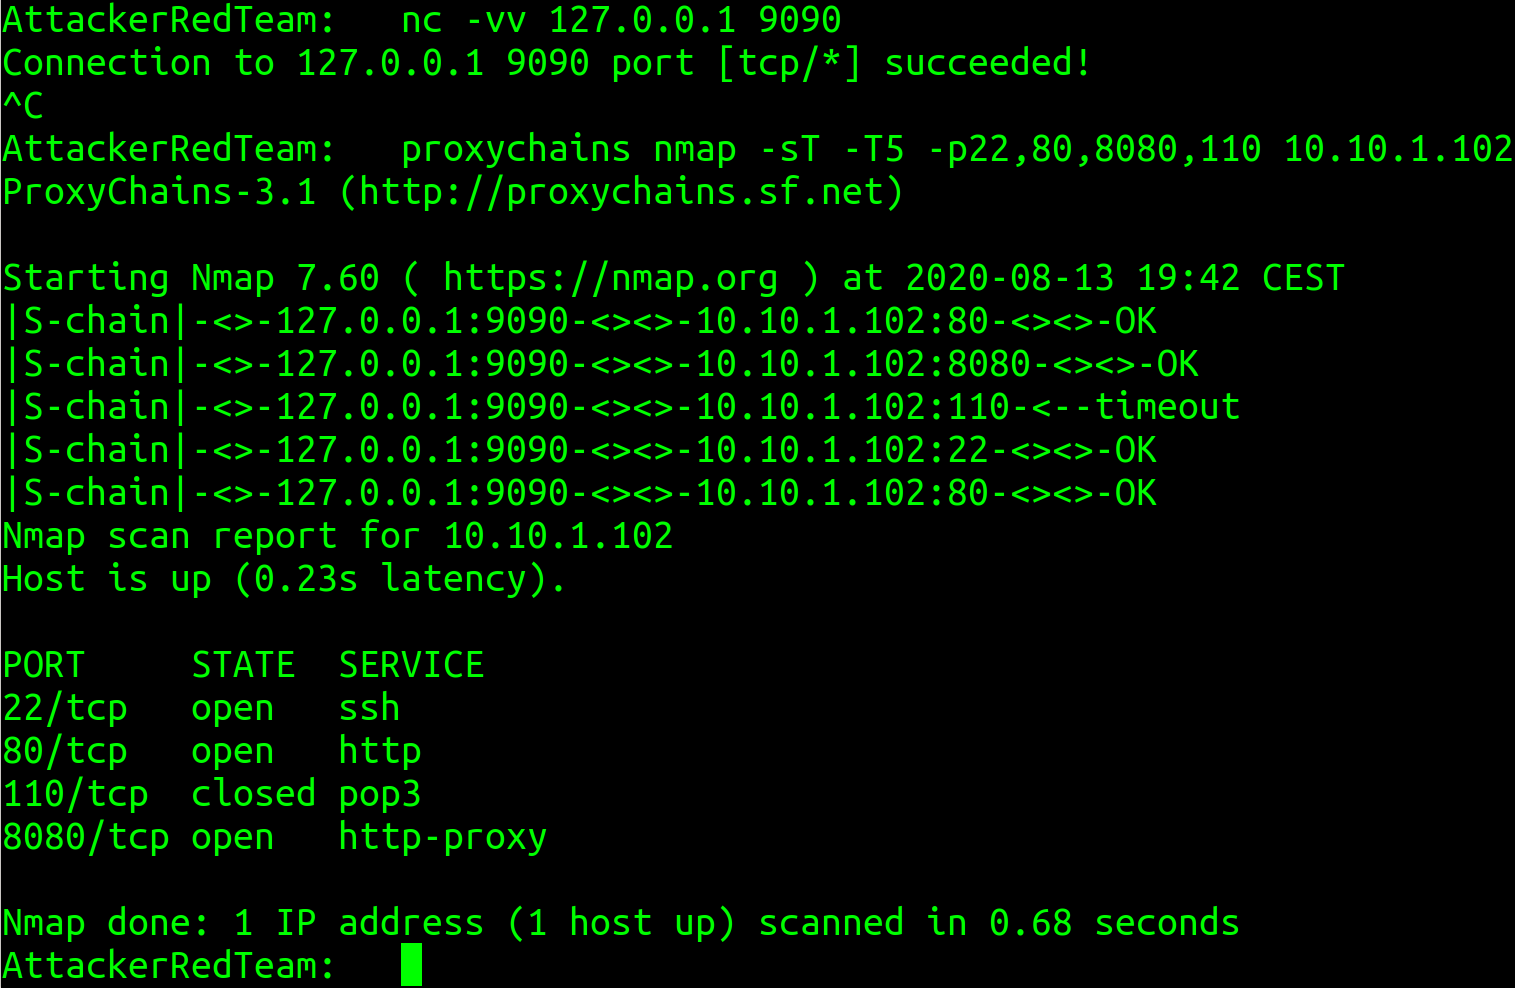 AttackerRedTeam:   nc -vv 127.0.0.1 9090
Connection to 127.0.0.1 9090 port [tcp/*] succeeded!
^C
AttackerRedTeam:   proxychains nmap -sT -T5 -p22,80,8080,110 10.10.1.102
ProxyChains-3.1 (http://proxychains.sf.net)

Starting Nmap 7.60 ( https://nmap.org ) at 2020-08-13 19:42 CEST
|S-chain|-<>-127.0.0.1:9090-<><>-10.10.1.102:80-<><>-OK
|S-chain|-<>-127.0.0.1:9090-<><>-10.10.1.102:8080-<><>-OK
|S-chain|-<>-127.0.0.1:9090-<><>-10.10.1.102:110-<--timeout
|S-chain|-<>-127.0.0.1:9090-<><>-10.10.1.102:22-<><>-OK
|S-chain|-<>-127.0.0.1:9090-<><>-10.10.1.102:80-<><>-OK
Nmap scan report for 10.10.1.102
Host is up (0.23s latency).

PORT     STATE  SERVICE
22/tcp   open   ssh
80/tcp   open   http
110/tcp  closed pop3
8080/tcp open   http-proxy

Nmap done: 1 IP address (1 host up) scanned in 0.68 seconds
AttackerRedTeam: